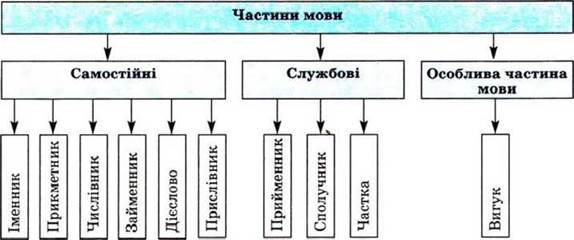 Частини мови
Самостійні
Службові
Особлива частина
мови
Іменник
Прикметник
Числівник
Займенник
Дієслово
Прислівник
Прийменник
Сполучник
Частка
Вигук